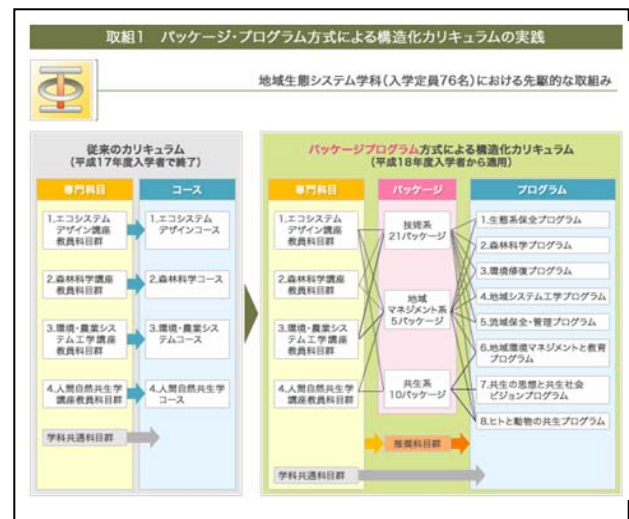 取組1 パッケージ・プログラム方式による構造化カリキュラムの実践
地域生態システム学科(入学定員76名)における先駆的な取組み
従来のカリキュラム
(平成17年度入学者で終了)
専門科目
コース
1.エコシステム
デザイン講座
教員科目群
1.エコシステム
デザインコース
2.森林科学講座
教員科目群
2.森林科学コース
3.環境・農業シス
テム工学講座
教員科目群
3.環境・農業シス
テムコース
4.人間自然共生学
講座教員科目群
4.人間自然共生学
コース
学科共通科目群
パッケージプログラム方式による構造化カリキュラム
(平成18年度入学者から適用)
専門科目
パッケージ
プログラム
1.エコシステム
デザイン講座
教員科目群
2.森林科学講座
教員科目群
3.環境・農業シス
テム工学講座
教員科目群
4.人間自然共生学
講座教員科目群
技術系
21パッケージ
地域
マネジメント系
5パッケージ
共生系
10パッケージ
1.生態系保全プログラム
2.森林科学プログラム
3.環境修復プログラム
4.地域システム工学プログラム
5.流域保全・管理プログラム
6.地域環境マネジメントと教育
プログラム
7.共生の思想と共生社会
ビジョンプログラム
8.ヒトと動物の共生プログラム
推奨科目群
学科共通科目群